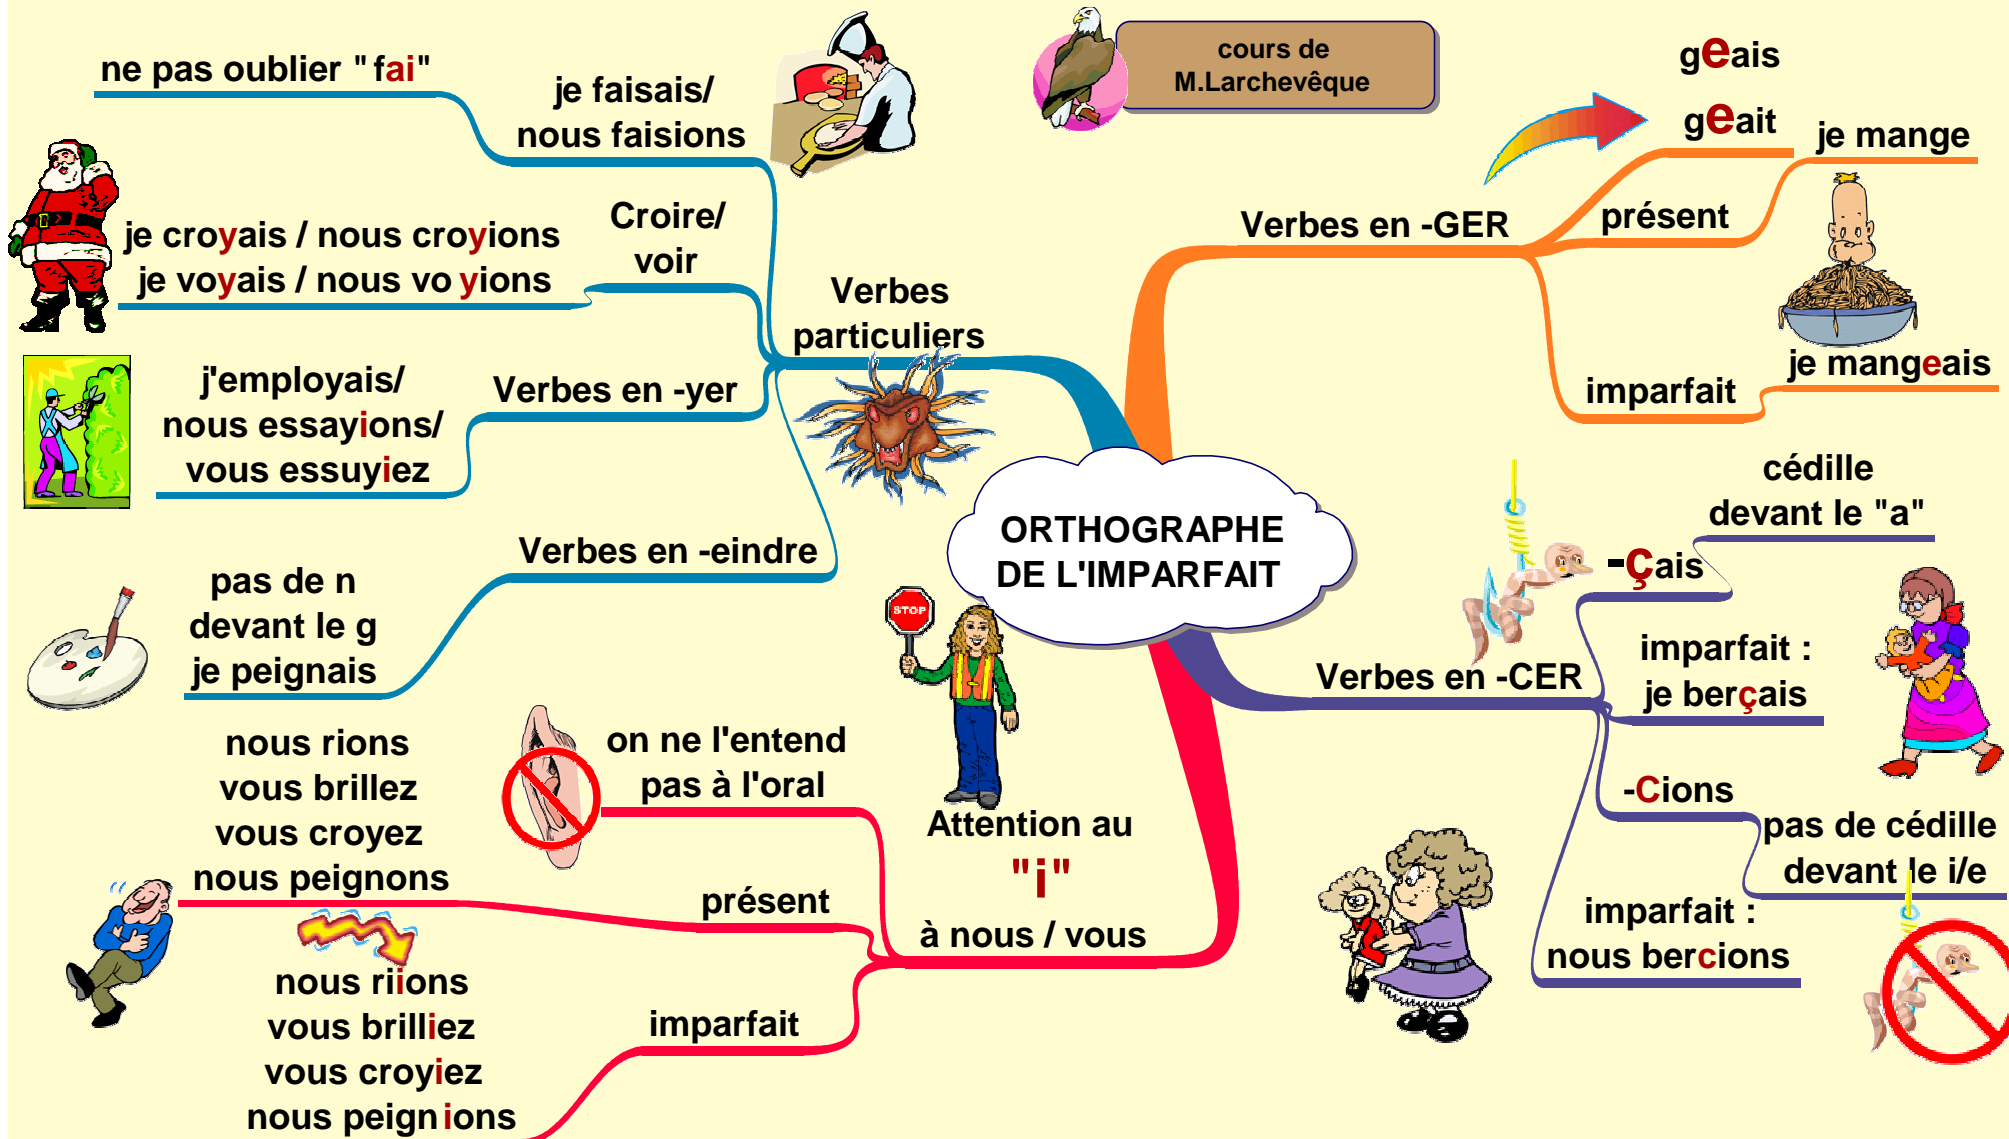 cours de
M.Larchevêque
ORTHOGRAPHE
DE L'IMPARFAIT
Verbes en -GER
geais
geait
présent
je mange
imparfait
je mangeais
Verbes en -CER
-çais
cédille
devant le "a"
imparfait :
je berçais
-Cions
pas de cédille
devant le i/e
imparfait :
nous bercions
Attention au
"i"
à nous / vous
STOP
on ne l'entend
pas à l'oral
présent
nous rions
vous brillez
vous croyez
nous peignons
imparfait
nous riions
vous brilliez
vous croyiez
nous peignions
Verbes
particuliers
je faisais/
nous faisions
ne pas oublier "fai"
Croire/
voir
je croyais / nous croyions
je voyais / nous voyions
Verbes en -yer
j'employais/
nous essayions/
vous essuyiez
Verbes en -eindre
pas de n
devant le g
je peignais